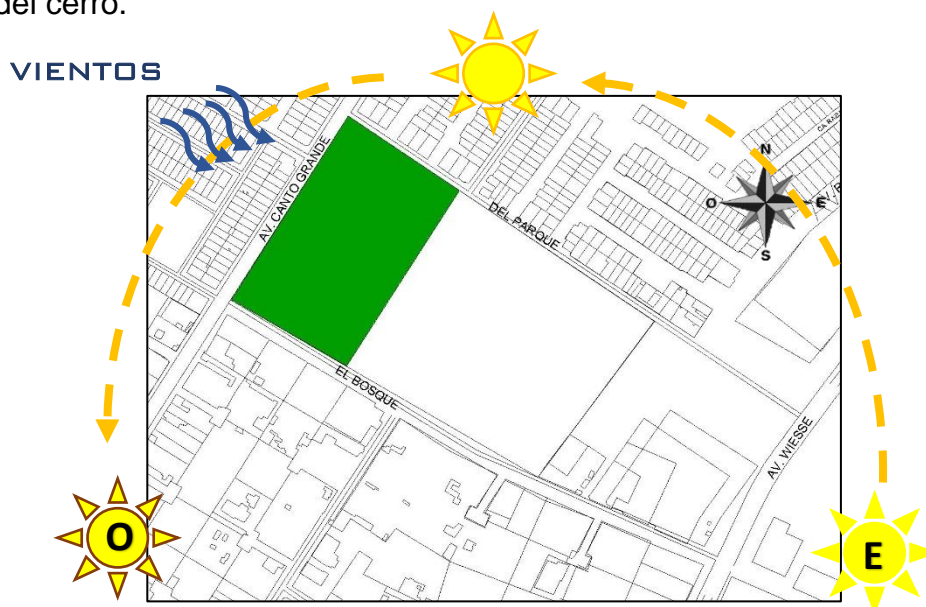 del cerro.
VIENTOS
AV. CANTO GRANDE
DEL PARQUE
N
O
E
S
EL BOSQUE
AV. WIESSE
O
E